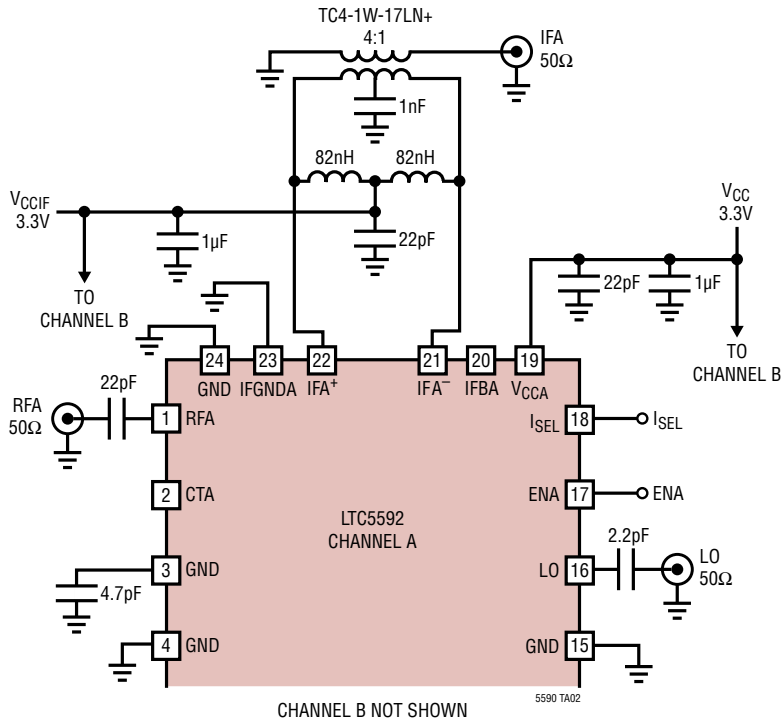 TC4-1W-17LN+
4:1
IFA
50Ω
1nF
82nH
82nH
VCCIF
3.3V
1µF
22pF
TO
CHANNEL B
VCC
3.3V
22pF
1µF
TO
CHANNEL B
24
23
22
21
20
19
GND
IFGNDA
IFA+
IFA−
IFBA
VCCA
22pF
RFA
50Ω
1
RFA
ISEL
18
ISEL
2
CTA
ENA
17
ENA
LTC5592
CHANNEL A
2.2pF
3
GND
LO
16
LO
50Ω
4.7pF
4
GND
GND
15
5590 TA02
CHANNEL B NOT SHOWN